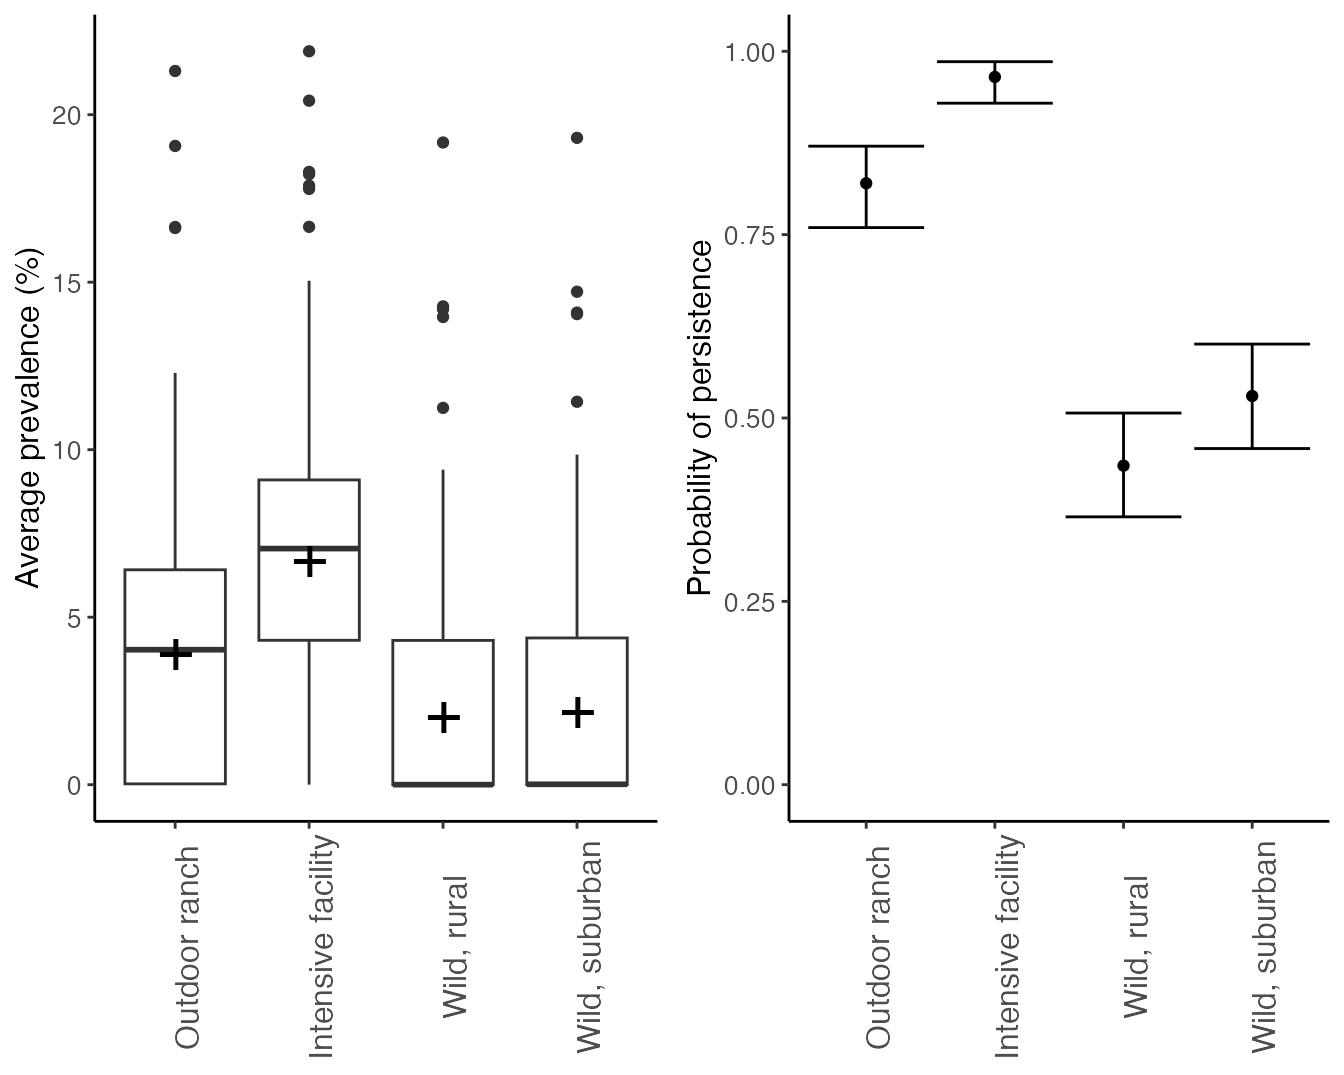 Average prevalence (%)
20
15
10
5
0
Outdoor ranch
Intensive facility
Wild, rural
Wild, suburban
Probability of persistence
1.00
0.75
0.50
0.25
0.00
Outdoor ranch
Intensive facility
Wild, rural
Wild, suburban